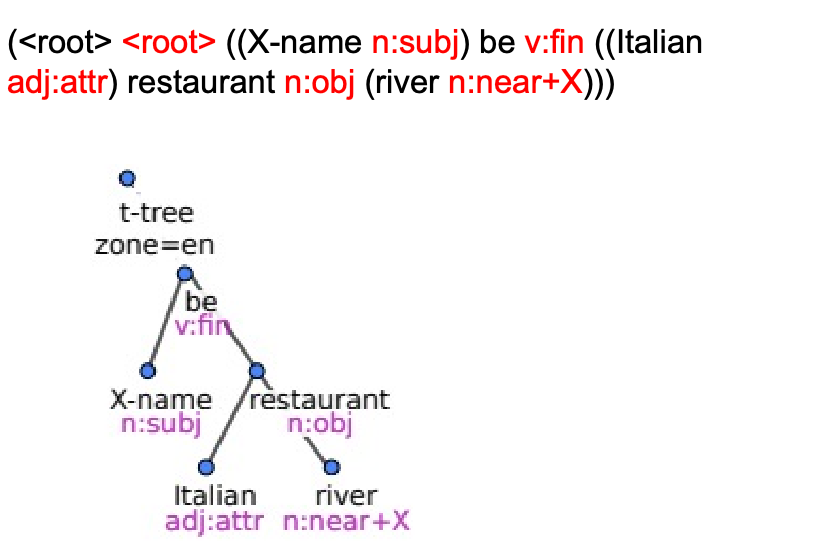 (<root> <root> ((X-name n:subj) be v:fin ((Italian
adj:attr) restaurant n:obj (river n:near+X)))
t-tree
zone=en
be
v:fin
X-name restaurant
n:subj n:obj
Italian river
adj:attr n:near+X